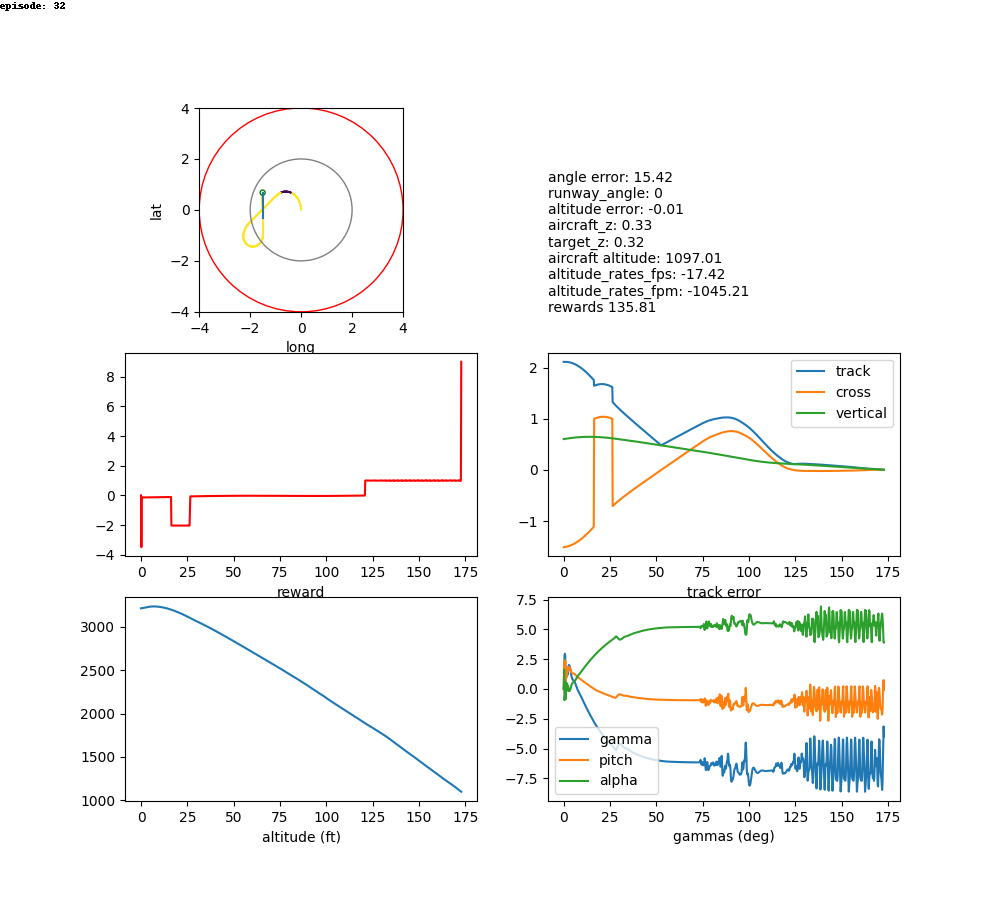 episode: 32
4
2
0
−2
−4
lat
−4 −2 0 2 4
long
angle error: 15.42
runway_angle: 0
altitude error: -0.01
aircraft_z: 0.33
target_z: 0.32
aircraft altitude: 1097.01
altitude_rates_fps: -17.42
altitude_rates_fpm: -1045.21
rewards 135.81
8
6
4
2
0
−2
−4
0 25 50 75 100 125 150 175
reward
2
1
0
−1
track
cross
vertical
0 25 50 75 100 125 150 175
track error
3000
2500
2000
1500
1000
0 25 50 75 100 125 150 175
altitude (ft)
7.5
5.0
2.5
0.0
−2.5
−5.0
−7.5
gamma
pitch
alpha
0 25 50 75 100 125 150 175
gammas (deg)